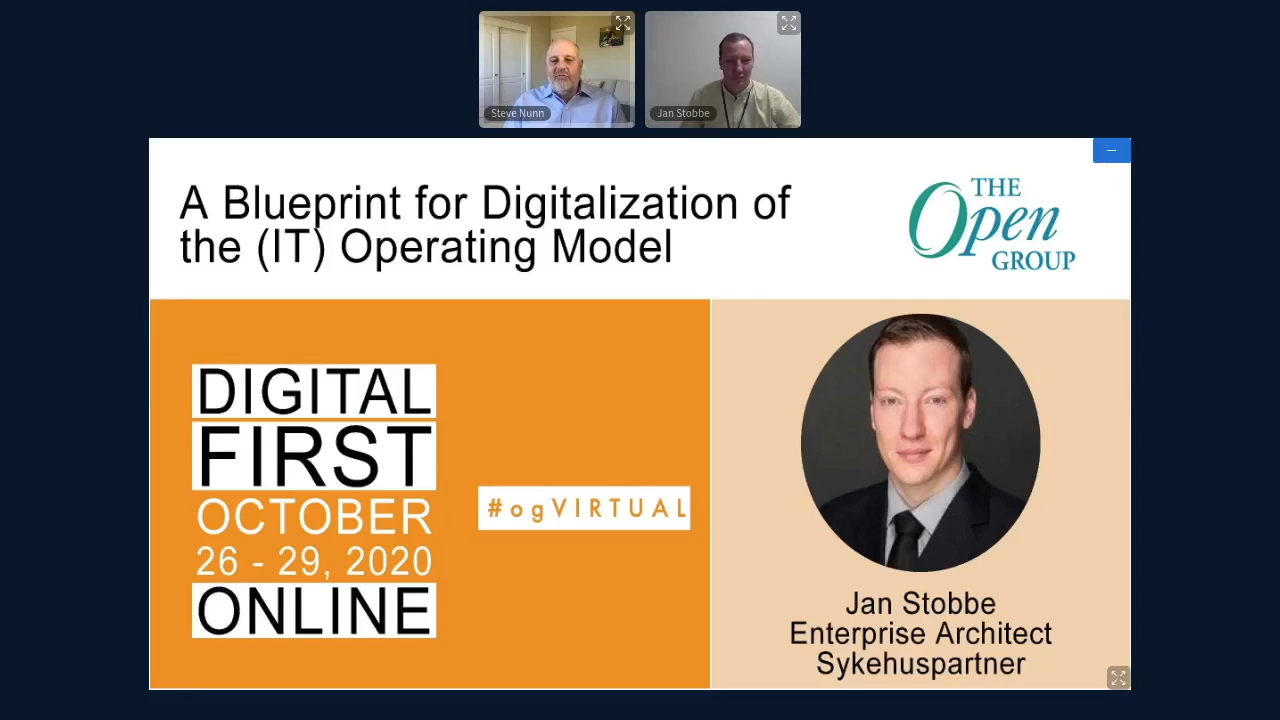 Steve Nunn
Jan Stobbe
A Blueprint for Digitalization of
the (IT) Operating Model
THE
Open
GROUP
DIGITAL
FIRST
OCTOBER
26 - 29, 2020
ONLINE
#ogVIRTUAL
Jan Stobbe
Enterprise Architect
Sykehuspartner